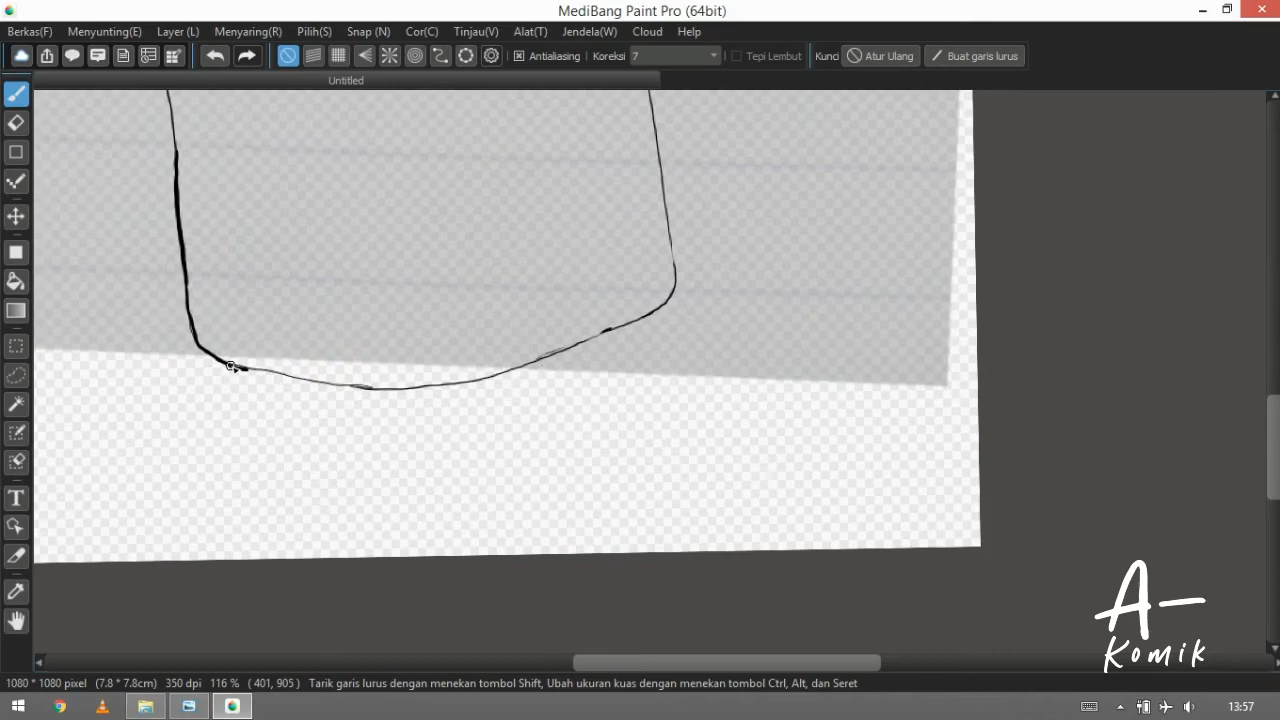 MediBang Paint Pro (64bit)
Berkas(F) Menyunting(E) Layer (L) Menyaring(R) Pilih(S) Snap (N) Cor(C) Tinjau(V) Alat(T) Jendela(W) Cloud Help
Antialiasing Koreksi 7 Tepi Lembut Kunci Atur Ulang Buat garis lurus
Untitled
A-
Komik
1080 * 1080 pixel (7.8 * 7.8cm) 350 dpi 116 % ( 401, 905 ) Tarik garis lurus dengan menekan tombol Shift, Ubah ukuran kuas dengan menekan tombol Ctrl, Alt, dan Seret
13:57